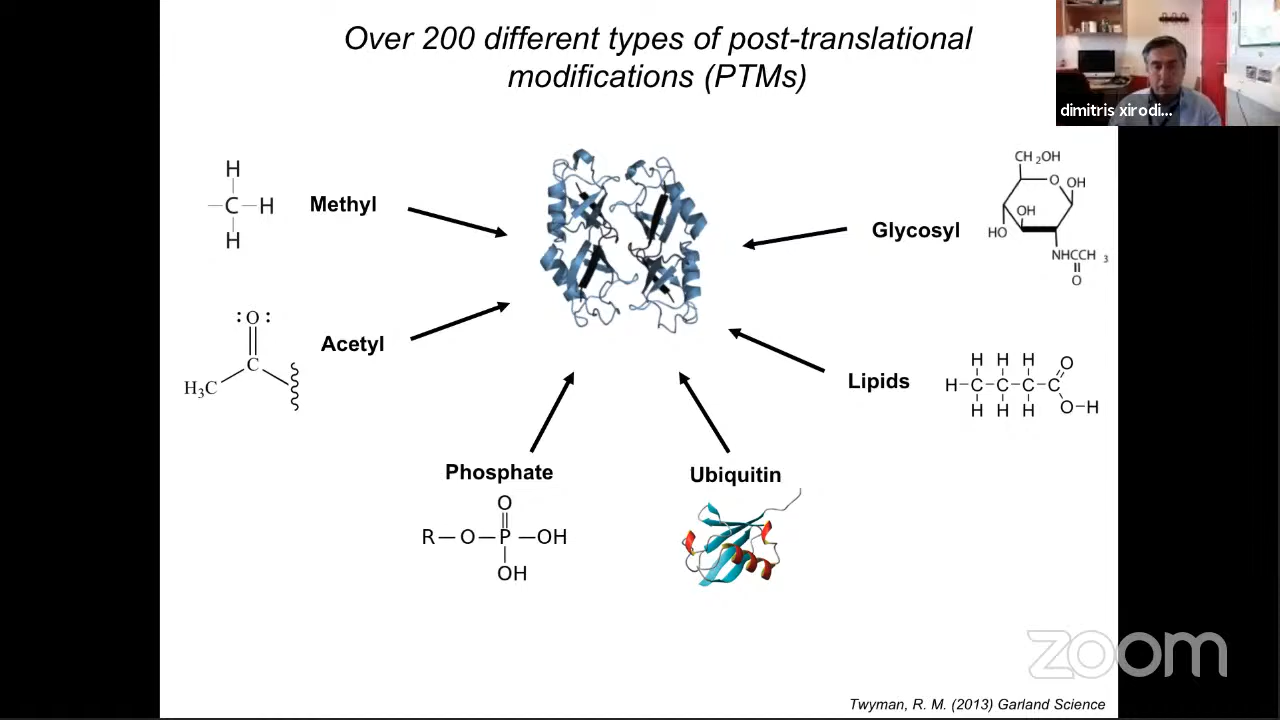 Over 200 different types of post-translational
modifications (PTMs)
dimitris xirodi...
H
C
H
H
Methyl
CH2OH
O
OH
OH
HO
NHCCH3
O
Glycosyl
:O:
C
H3C
Acetyl
Lipids
H H H O
H-C-C-C-C
H H H O-H
Phosphate
O
R-O-P-OH
OH
Ubiquitin
zoom
Twyman, R. M. (2013) Garland Science